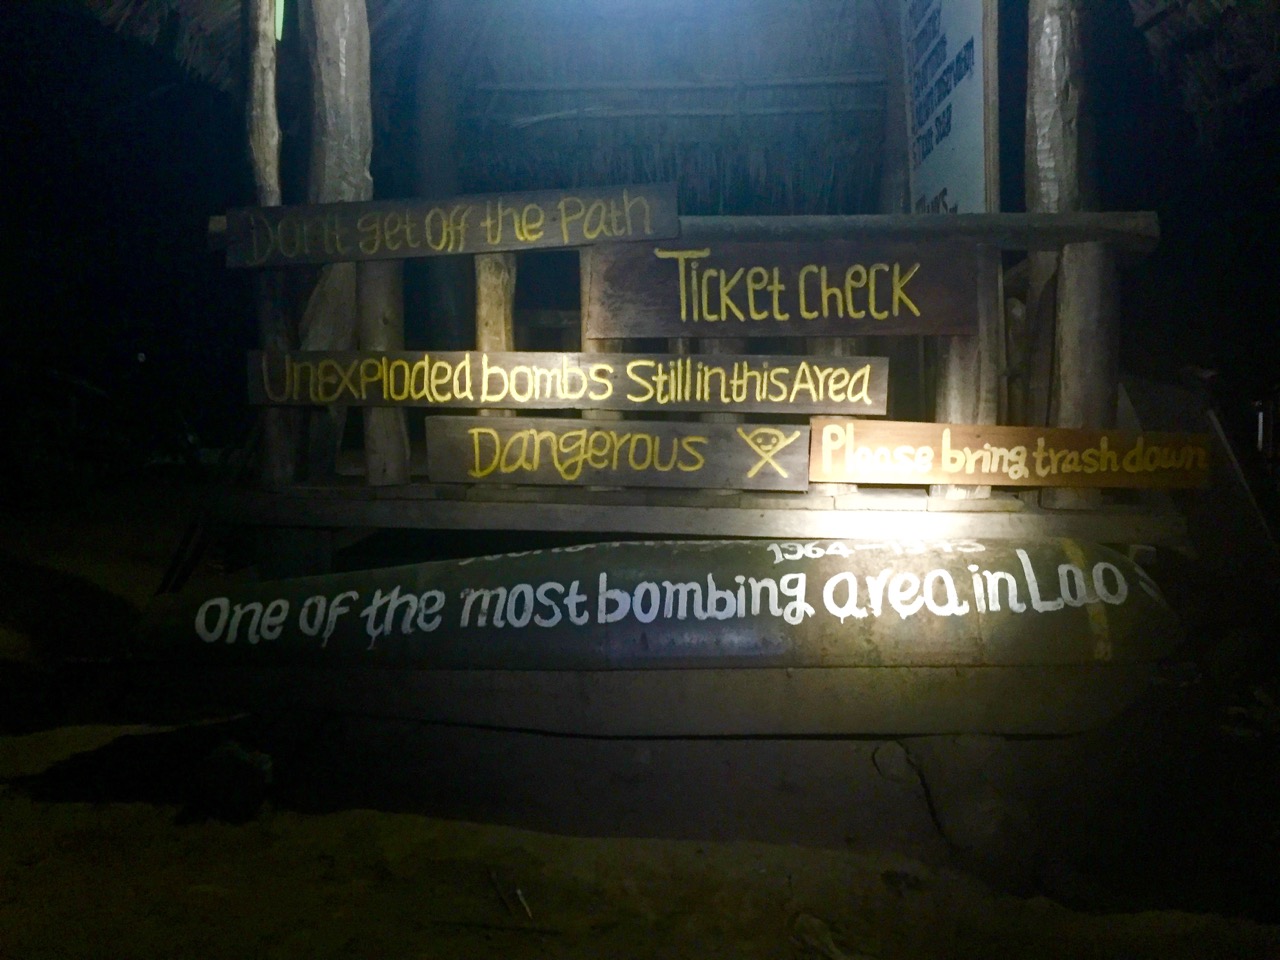 Don't get off the Path
Ticket check
Unexploded bombs Still in this Area
Dangerous
Please bring trash down
1964-1973
One of the most bombing area in Lao